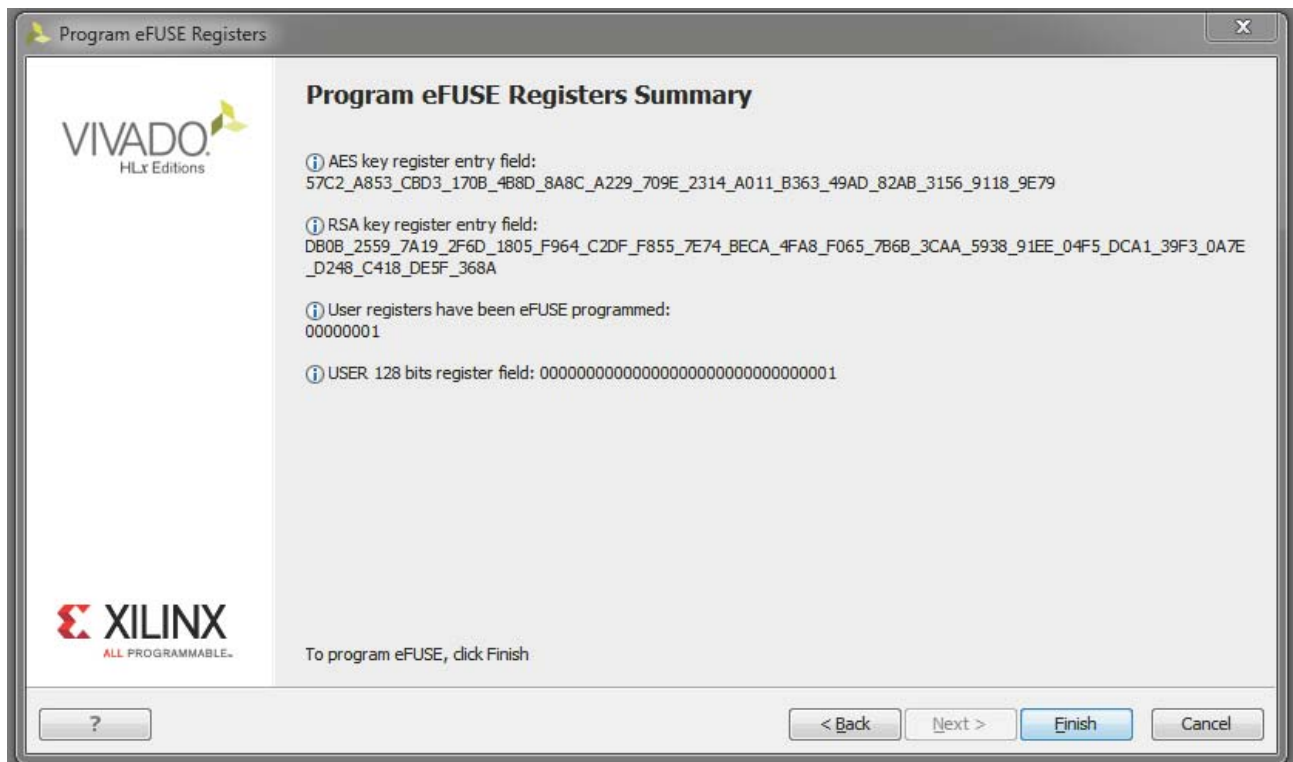 Program eFUSE Registers
VIVADO.
HLx Editions
Program eFUSE Registers Summary
AES key register entry field:
57C2_A853_CBD3_170B_4B8D_8A8C_A229_709E_2314_A011_B363_49AD_82AB_3156_9118_9E79
RSA key register entry field:
DB0B_2559_7A19_2F6D_1805_F964_C2DF_F855_7E74_BECA_4FA8_F065_7B6B_3CAA_5938_91EE_04F5_DCA1_39F3_0A7E
_D248_C418_DE5F_368A
User registers have been eFUSE programmed:
00000001
USER 128 bits register field: 00000000000000000000000000000001
XILINX
ALL PROGRAMMABLE.
To program eFUSE, click Finish
?
< Back
Next >
Finish
Cancel